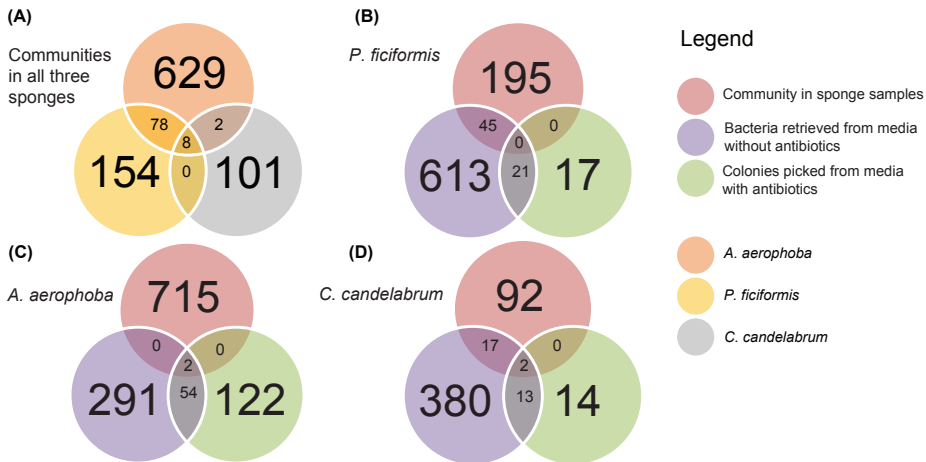 (A)
Communities
in all three
sponges
629
78
2
8
154
0
101
(B)
P. ficiformis
195
45
0
0
613
21
17
Legend
Community in sponge samples
Bacteria retrieved from media
without antibiotics
Colonies picked from media
with antibiotics
A. aerophoba
P. ficiformis
C. candelabrum
(C)
A. aerophoba
715
0
0
2
291
54
122
(D)
C. candelabrum
92
17
0
2
380
13
14